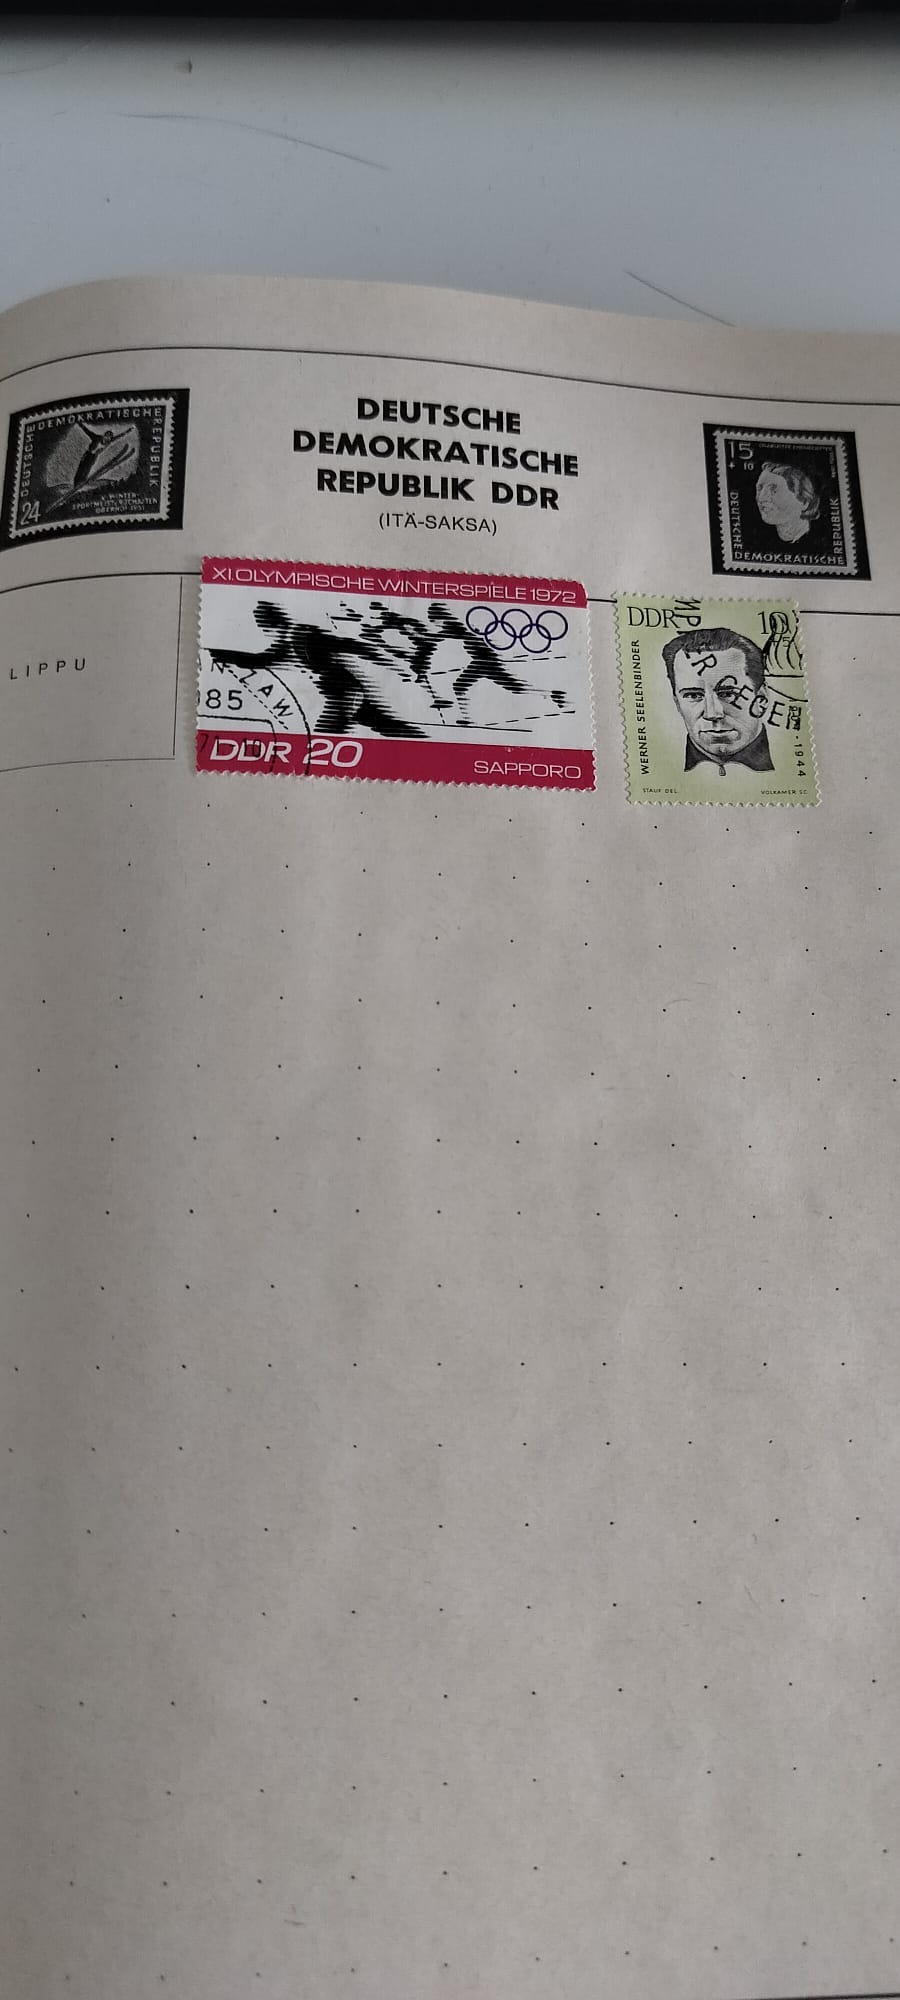 DEUTSCHE
DEMOKRATISCHE
REPUBLIK DDR
(ITÄ-SAKSA)
DEUTSCHE DEMOKRATISCHE REPUBLIK
24
15
+ 10
DEUTSCHE DEMOKRATISCHE REPUBLIK
LIPPU
XI.OLYMPISCHE WINTERSPIELE 1972
85
DDR 20
SAPPORO
DDR
10
WERNER SEELENBINDER
1944
STAUF DEL.
VOLKAMER SC.